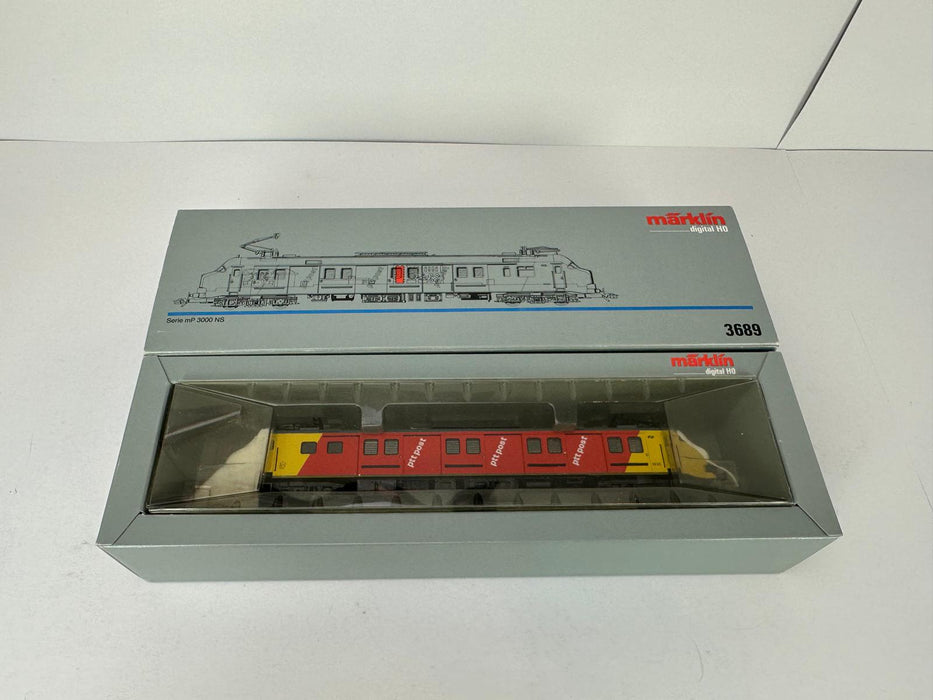 märklin
digital H0
Serie mP 3000 NS
3689
märklin
digital H0
ptt post
ptt post
ptt post